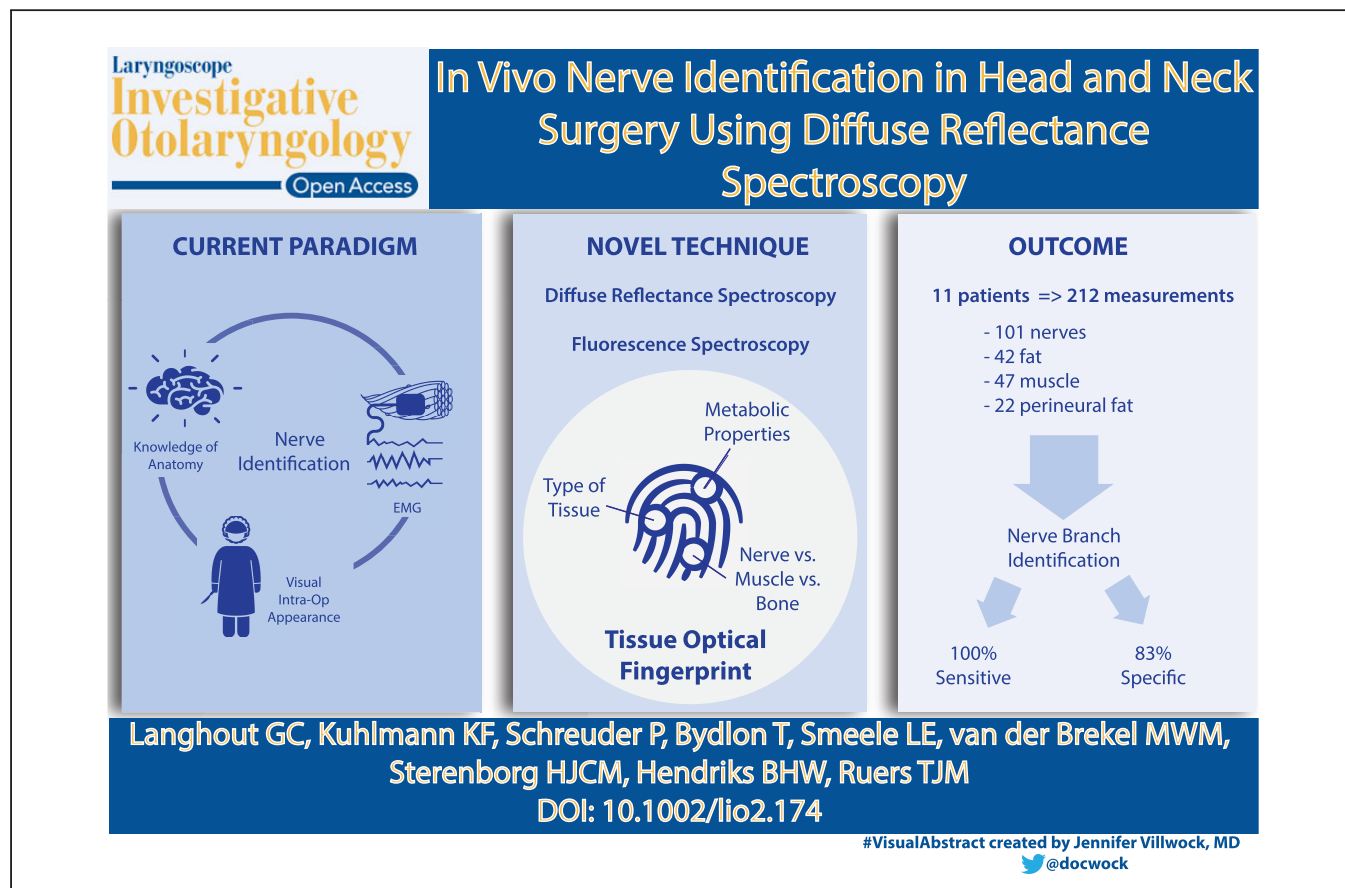 Laryngoscope
Investigative
Otolaryngology
Open Access
In Vivo Nerve Identification in Head and Neck
Surgery Using Diffuse Reflectance
Spectroscopy
CURRENT PARADIGM
Knowledge of
Anatomy
Nerve
Identification
EMG
Visual
Intra-Op
Appearance
NOVEL TECHNIQUE
Diffuse Reflectance Spectroscopy
Fluorescence Spectroscopy
Metabolic
Properties
Type of
Tissue
Nerve vs.
Muscle vs.
Bone
Tissue Optical
Fingerprint
OUTCOME
11 patients => 212 measurements
- 101 nerves
- 42 fat
- 47 muscle
- 22 perineural fat
Nerve Branch
Identification
100%
Sensitive
83%
Specific
Langhout GC, Kuhlmann KF, Schreuder P, Bydlon T, Smeele LE, van der Brekel MWM,
Sterenborg HJCM, Hendriks BHW, Ruers TJM
DOI: 10.1002/lio2.174
#VisualAbstract created by Jennifer Villwock, MD
@docwock